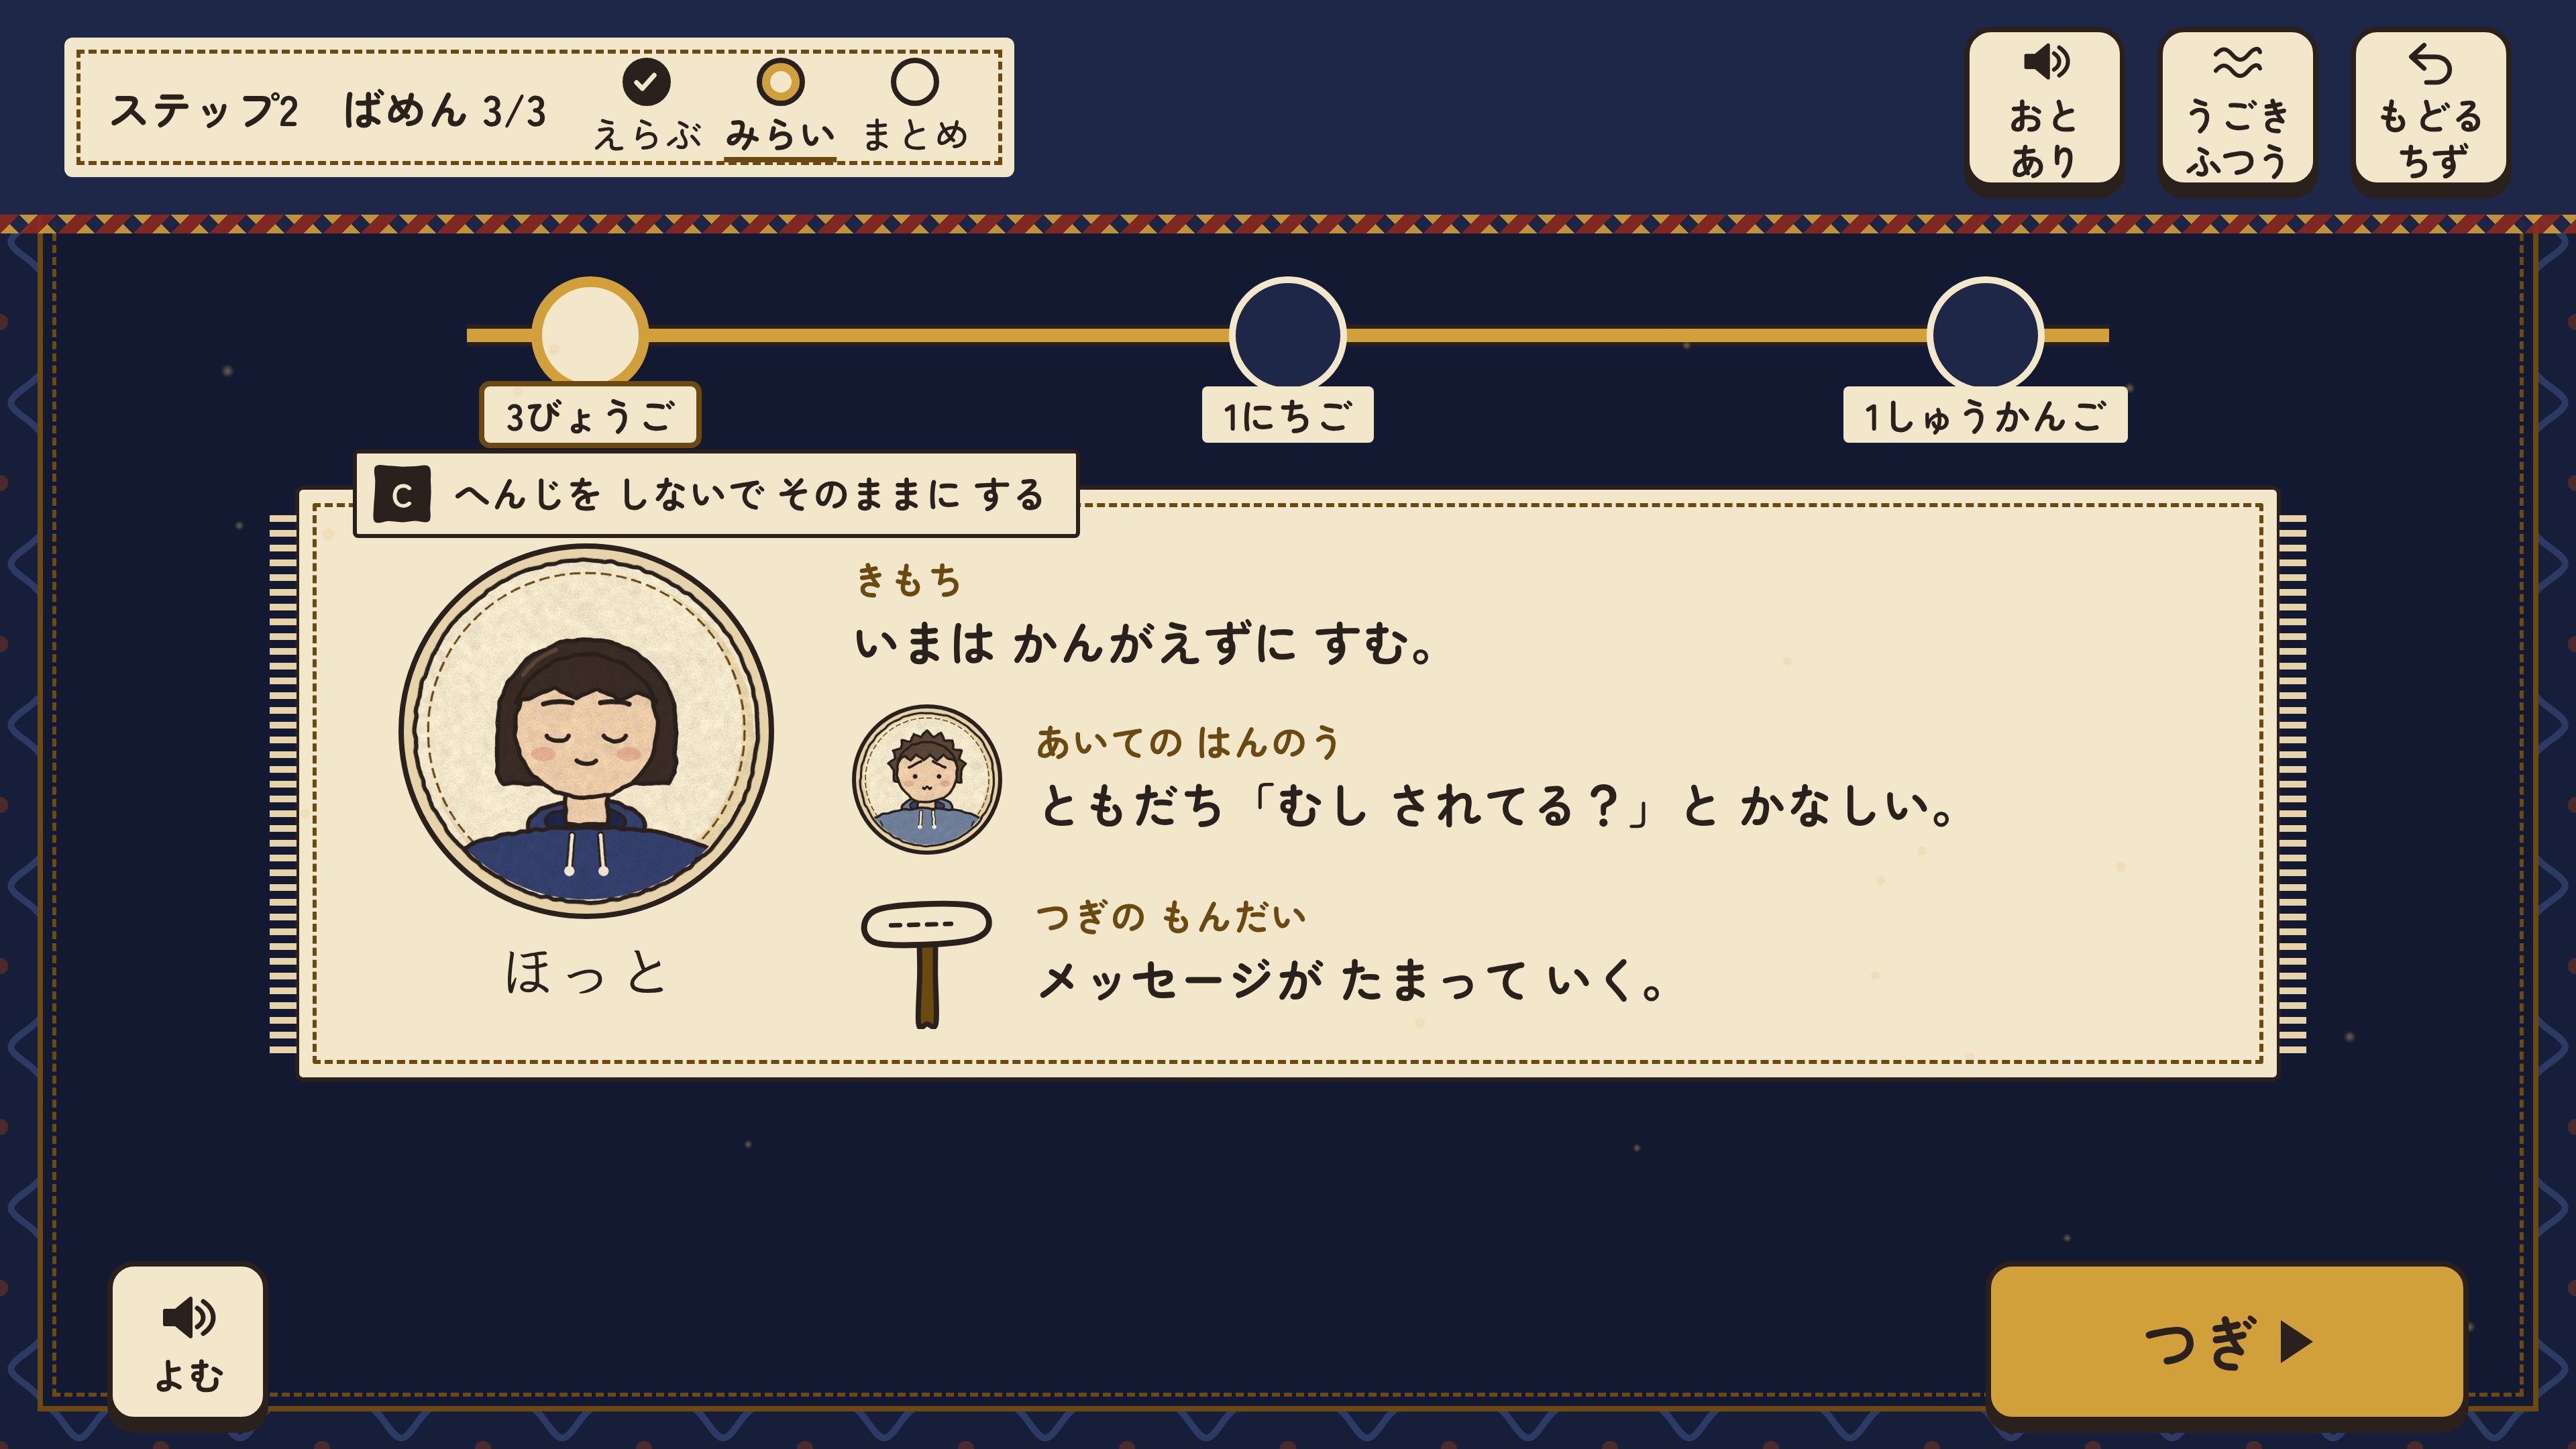 ステップ2 ばめん 3/3
えらぶ みらい まとめ
おと
あり
うごき
ふつう
もどる
ちず
3びょうご
1にちご
1しゅうかんご
C へんじを しないで そのままに する
きもち
いまは かんがえずに すむ。
あいての はんのう
ともだち「むし されてる？」と かなしい。
つぎの もんだい
メッセージが たまって いく。
ほっと
よむ
つぎ ▶